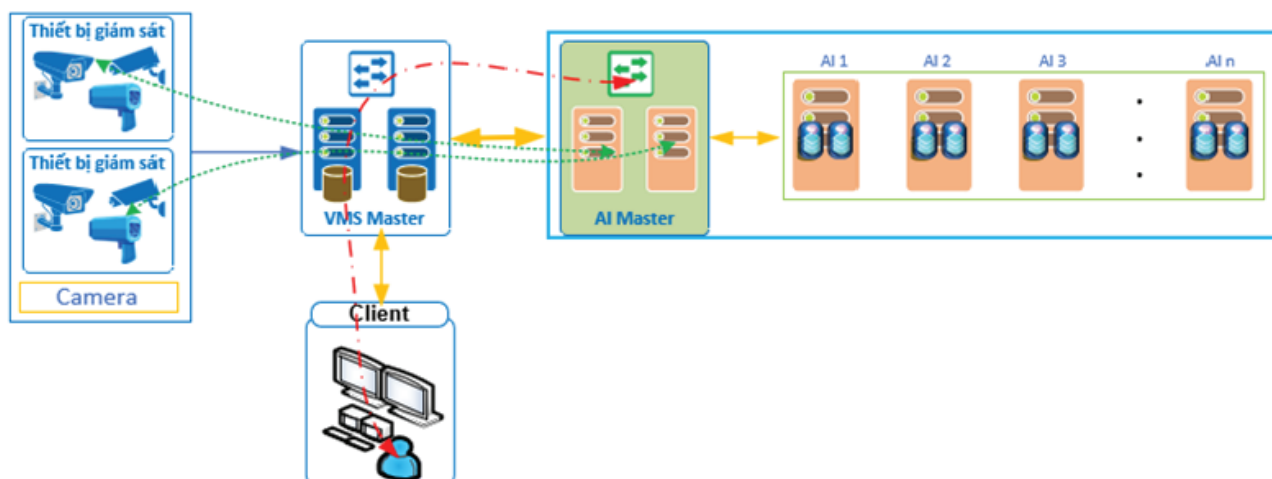 Thiết bị giám sát
Thiết bị giám sát
Camera
VMS Master
Client
AI Master
AI 1
AI 2
AI 3
AI n